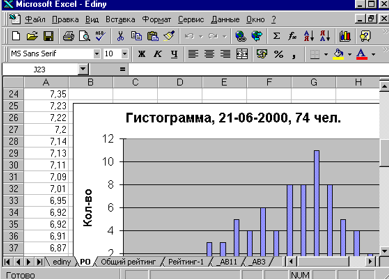 Microsoft Excel - Ediny
Файл Правка Вид Вставка Формат Сервис Данные Окно ?
MS Sans Serif 10 Ж К Ч
J23 =
A B C D E F G H
24 7,35
25 7,23
26 7,22
27 7,2
28 7,14
29 7,13
30 7,11
31 7,09
32 7,01
33 6,95
34 6,92
35 6,92
36 6,91
37 6,87
Гистограмма, 21-06-2000, 74 чел.
Кол-во
12
10
8
6
4
2
ediny РО Общий рейтинг Рейтинг-1 _АВ11 _АВ3
Готово NUM